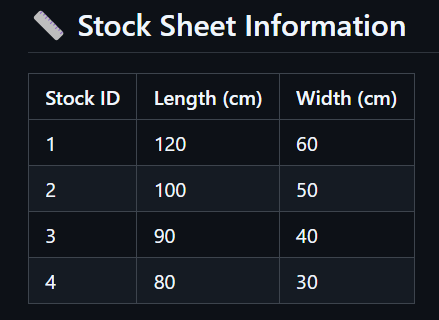 Stock Sheet Information
Stock ID Length (cm) Width (cm)
1 120 60
2 100 50
3 90 40
4 80 30